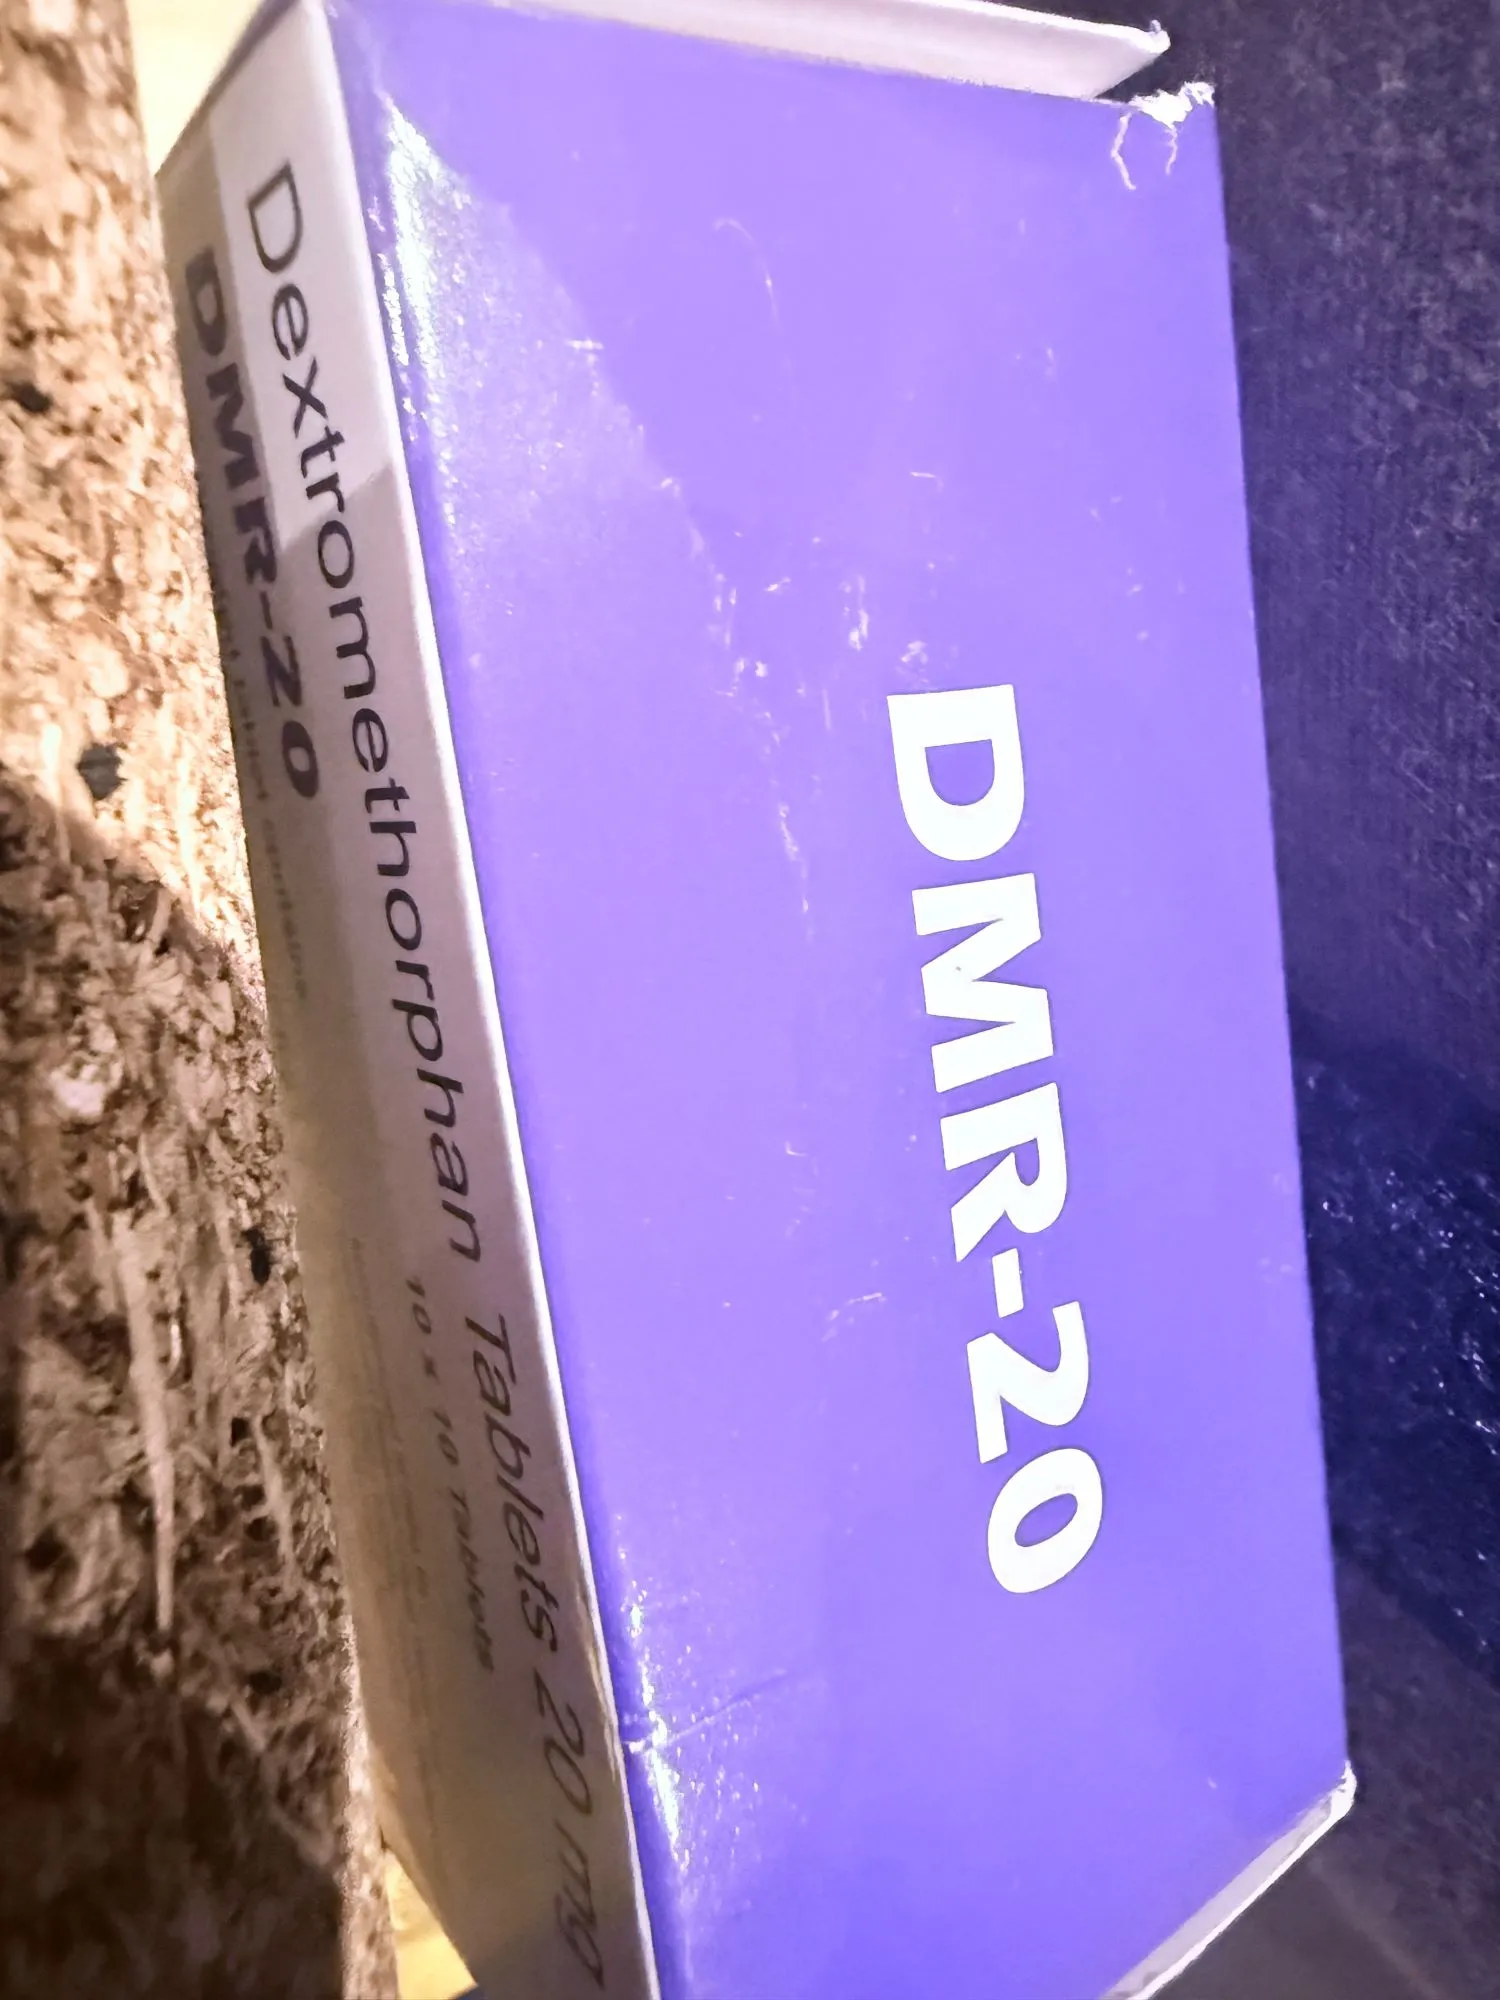 DMR-20
Dextromethorphan Tablets 20 mg
10 x 10 Tablets
DMR-20